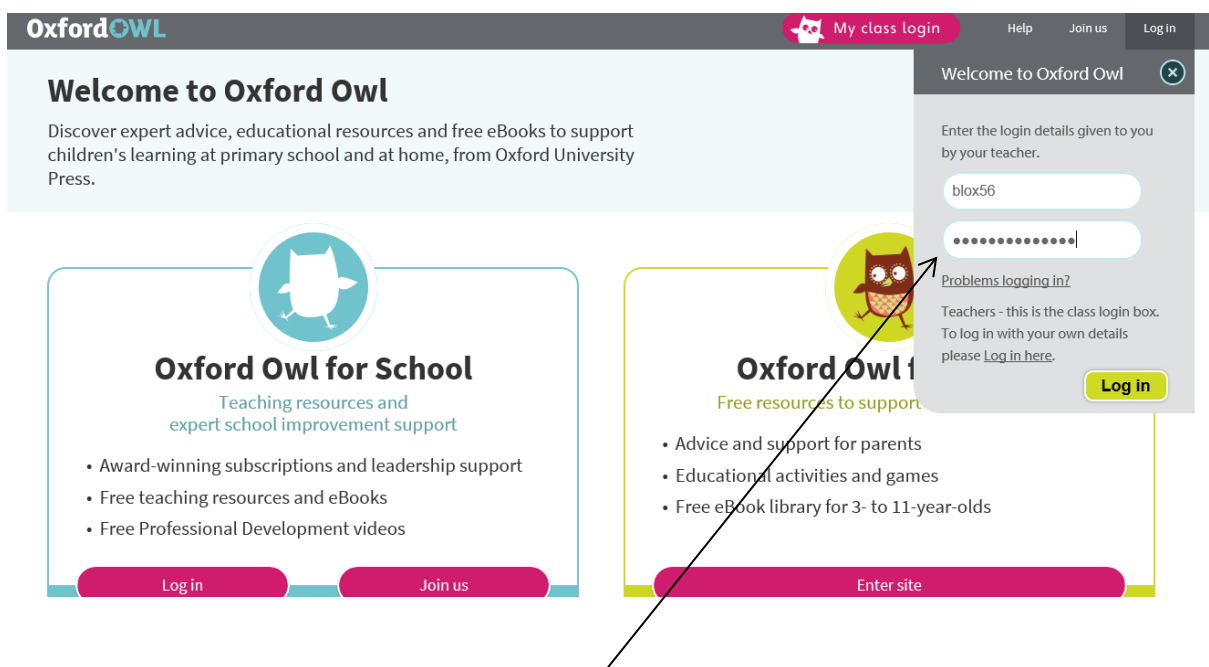 OxfordOWL
My class login
Help
Join us
Log in
Welcome to Oxford Owl
Discover expert advice, educational resources and free eBooks to support
children's learning at primary school and at home, from Oxford University
Press.
Welcome to Oxford Owl
Enter the login details given to you
by your teacher.
blox56
••••••••••••••
Problems logging in?
Teachers - this is the class login box.
To log in with your own details
please Log in here.
Log in
Oxford Owl for School
Teaching resources and
expert school improvement support
• Award-winning subscriptions and leadership support
• Free teaching resources and eBooks
• Free Professional Development videos
Log in
Join us
Oxford Owl f
Free resources to support
• Advice and support for parents
• Educational activities and games
• Free eBook library for 3- to 11-year-olds
Enter site